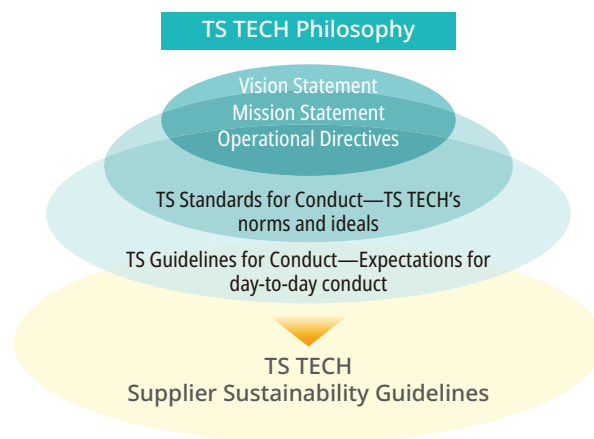 TS TECH Philosophy
Vision Statement
Mission Statement
Operational Directives
TS Standards for Conduct—TS TECH's
norms and ideals
TS Guidelines for Conduct—Expectations for
day-to-day conduct
TS TECH
Supplier Sustainability Guidelines